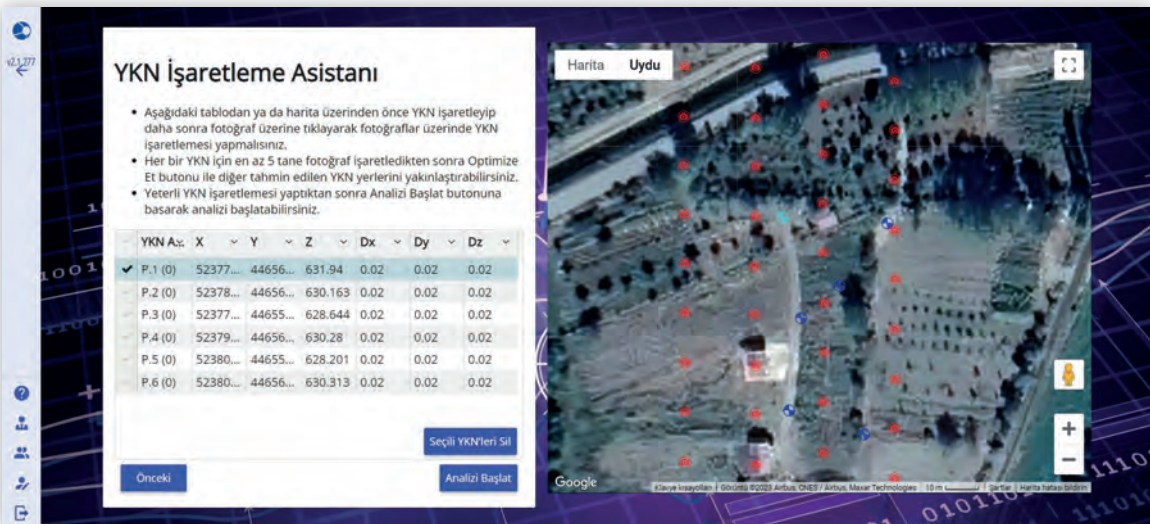 v2.1.277
YKN İşaretleme Asistanı
• Aşağıdaki tablodan ya da harita üzerinden önce YKN işaretleyip
daha sonra fotoğraf üzerine tıklayarak fotoğraflar üzerinde YKN
işaretlemesi yapmalısınız.
• Her bir YKN için en az 5 tane fotoğraf işaretledikten sonra Optimize
Et butonu ile diğer tahmin edilen YKN yerlerini yakınlaştırabilirsiniz.
• Yeterli YKN işaretlemesi yaptıktan sonra Analizi Başlat butonuna
basarak analizi başlatabilirsiniz.
YKN A... X Y Z Dx Dy Dz
P.1 (0) 52377... 44656... 631.94 0.02 0.02 0.02
P.2 (0) 52378... 44656... 630.163 0.02 0.02 0.02
P.3 (0) 52377... 44655... 628.644 0.02 0.02 0.02
P.4 (0) 52379... 44656... 630.28 0.02 0.02 0.02
P.5 (0) 52380... 44655... 628.201 0.02 0.02 0.02
P.6 (0) 52380... 44656... 630.313 0.02 0.02 0.02
Seçili YKN'leri Sil
Önceki Analizi Başlat
Harita Uydu
Google
Klavye kısayolları Görüntü ©2023 Airbus, CNES / Airbus, Maxar Technologies 10 m Şartlar Harita hatası bildirin